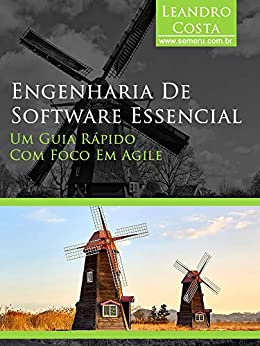 LEANDRO
COSTA
www.semeru.com.br
ENGENHARIA DE
SOFTWARE ESSENCIAL
UM GUIA RÁPIDO
COM FOCO EM AGILE